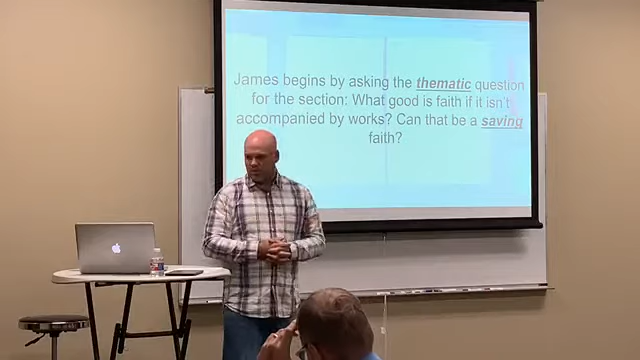 James begins by asking the thematic question
for the section: What good is faith if it isn't
accompanied by works? Can that be a saving
faith?